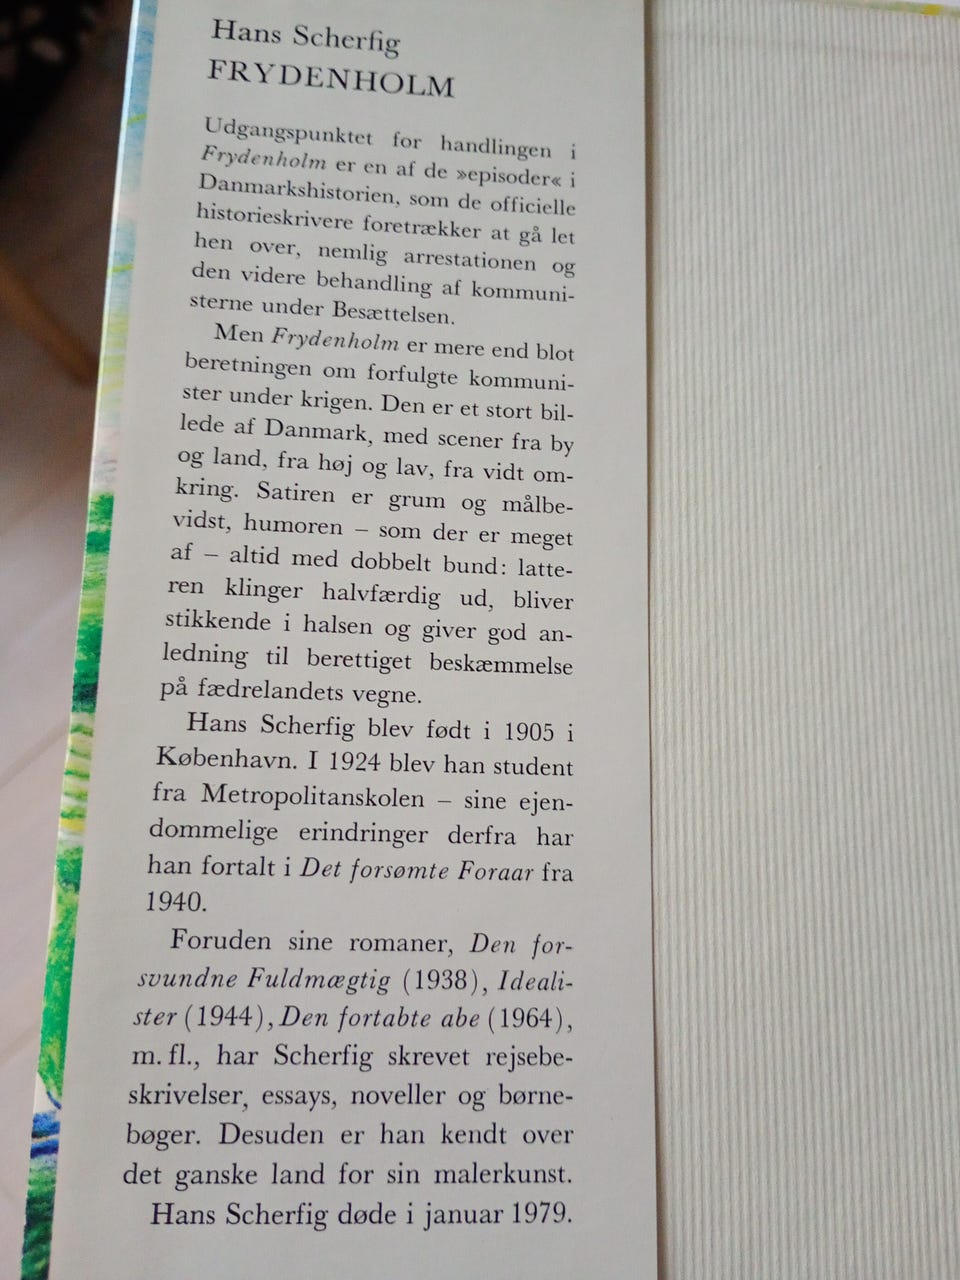 Hans Scherfig
FRYDENHOLM
Udgangspunktet for handlingen i
Frydenholm er en af de »episoder« i
Danmarkshistorien, som de officielle
historieskrivere foretrækker at gå let
hen over, nemlig arrestationen og
den videre behandling af kommuni-
sterne under Besættelsen.
Men Frydenholm er mere end blot
beretningen om forfulgte kommuni-
ster under krigen. Den er et stort bil-
lede af Danmark, med scener fra by
og land, fra høj og lav, fra vidt om-
kring. Satiren er grum og målbe-
vidst, humoren – som der er meget
af – altid med dobbelt bund: latte-
ren klinger halvfærdig ud, bliver
stikkende i halsen og giver god an-
ledning til berettiget beskæmmelse
på fædrelandets vegne.
Hans Scherfig blev født i 1905 i
København. I 1924 blev han student
fra Metropolitanskolen – sine ejen-
dommelige erindringer derfra har
han fortalt i Det forsømte Foraar fra
1940.
Foruden sine romaner, Den for-
svundne Fuldmægtig (1938), Ideali-
ster (1944), Den fortabte abe (1964),
m. fl., har Scherfig skrevet rejsebe-
skrivelser, essays, noveller og børne-
bøger. Desuden er han kendt over
det ganske land for sin malerkunst.
Hans Scherfig døde i januar 1979.